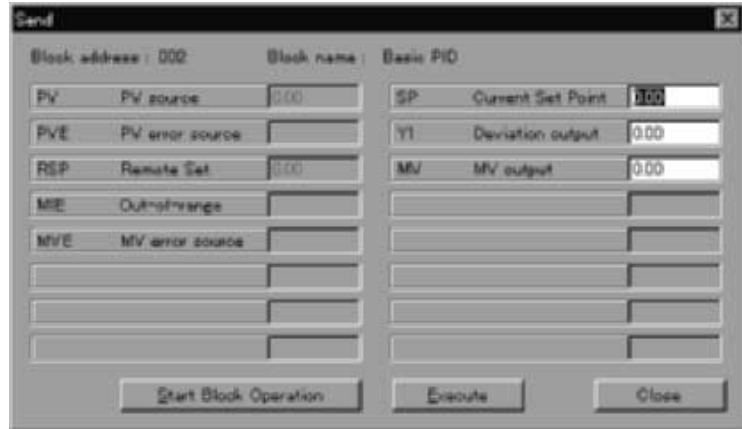 Send
Block address : 002 Block name : Basic PID
PV PV source 0.00 SP Current Set Point 0.00
PVE PV error source Y1 Deviation output 0.00
RSP Remote Set 0.00 MV MV output 0.00
MIE Out-of-range
MVE MV error source
Start Block Operation Execute Close